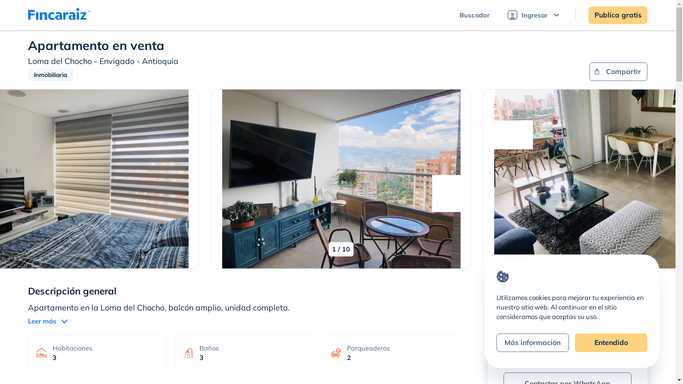 Fincaraiz
Buscador
Ingresar
Publica gratis
Apartamento en venta
Loma del Chocho - Envigado - Antioquia
Inmobiliaria
Compartir
1 / 10
Descripción general
Apartamento en la Loma del Chocho, balcón amplio, unidad completa.
Leer más
Habitaciones
3
Baños
3
Parqueaderos
2
Utilizamos cookies para mejorar tu experiencia en
nuestro sitio web. Al continuar en el sitio
consideramos que aceptas su uso.
Más información
Entendido
Contactar por WhatsApp